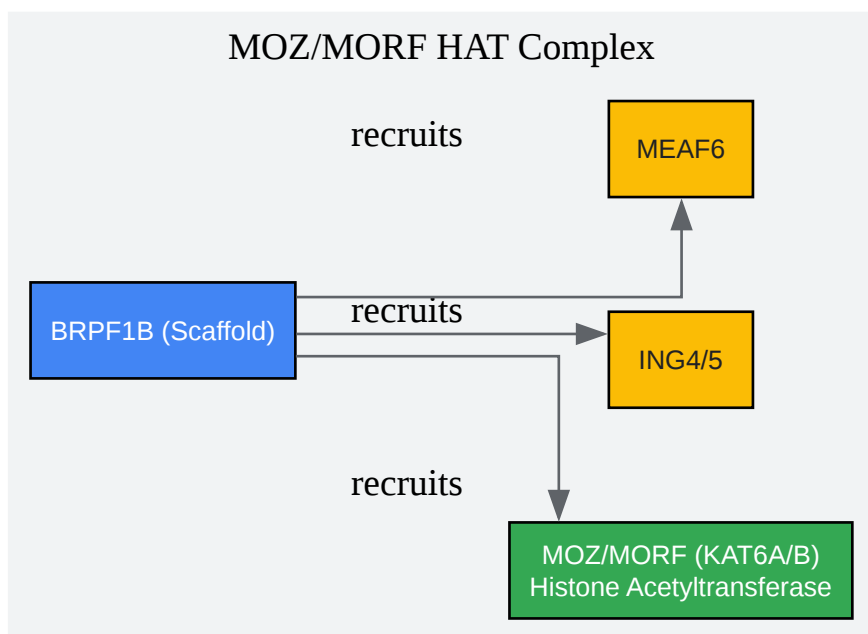 MOZ/MORF HAT Complex
recruits
MEAF6
BRPF1B (Scaffold)
recruits
ING4/5
recruits
MOZ/MORF (KAT6A/B)
Histone Acetyltransferase